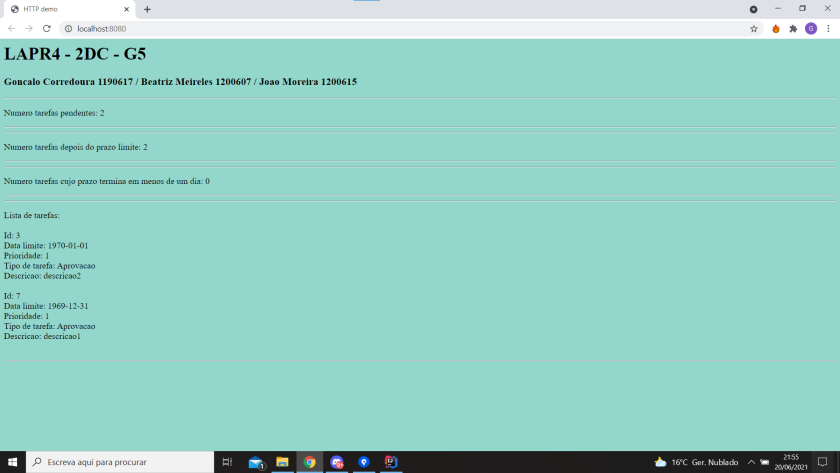 HTTP demo
localhost:8080
G
LAPR4 - 2DC - G5
Goncalo Corredoura 1190617 / Beatriz Meireles 1200607 / Joao Moreira 1200615
Numero tarefas pendentes: 2
Numero tarefas depois do prazo limite: 2
Numero tarefas cujo prazo termina em menos de um dia: 0
Lista de tarefas:
Id: 3
Data limite: 1970-01-01
Prioridade: 1
Tipo de tarefa: Aprovacao
Descricao: descricao2
Id: 7
Data limite: 1969-12-31
Prioridade: 1
Tipo de tarefa: Aprovacao
Descricao: descricao1
Escreva aqui para procurar
1
16°C Ger. Nublado
21:55
20/06/2021